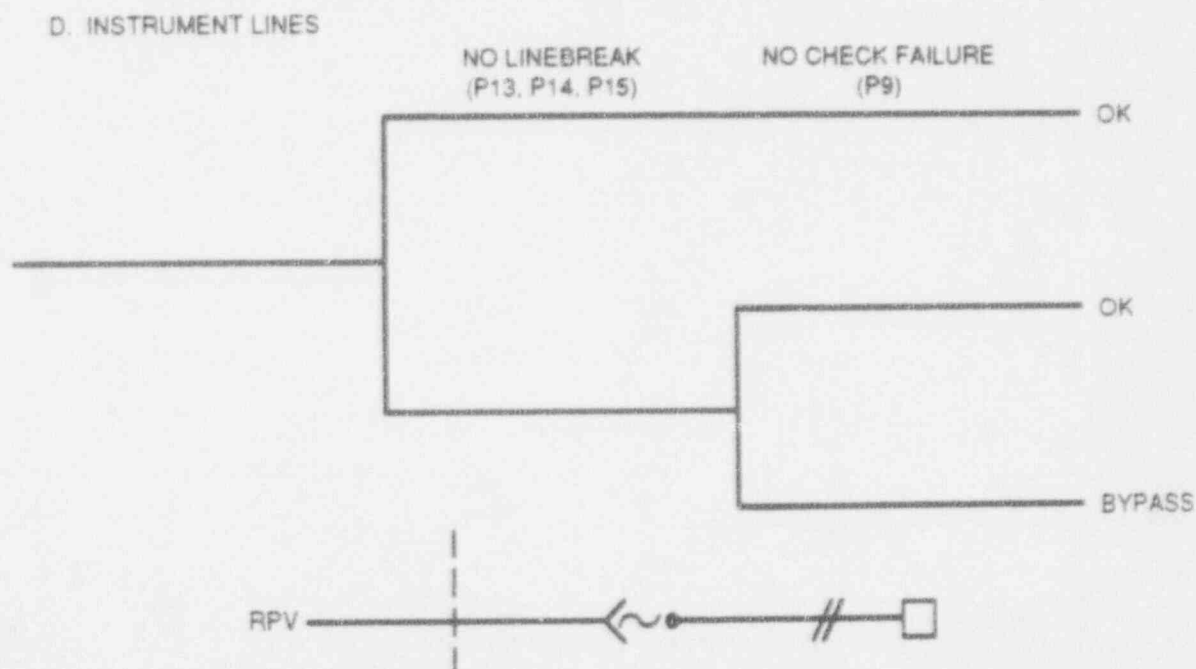 D. INSTRUMENT LINES
NO LINEBREAK
(P13, P14, P15)
NO CHECK FAILURE
(P9)
OK
OK
BYPASS
RPV